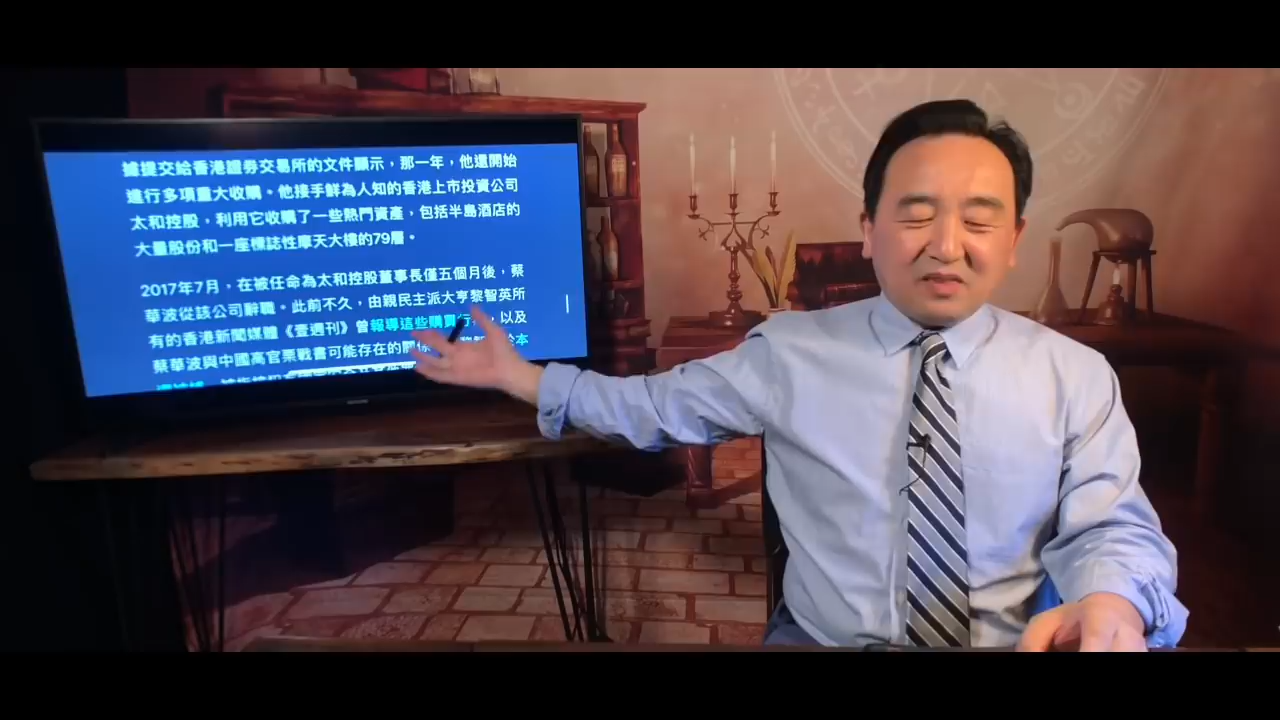 據提交給香港證券交易所的文件顯示，那一年，他還開始
進行多項重大收購。他接手鮮為人知的香港上市投資公司
太和控股，利用它收購了一些熱門資產，包括半島酒店的
大量股份和一座標誌性摩天大樓的79層。
2017年7月，在被任命為太和控股董事長僅五個月後，蔡
華波從該公司辭職。此前不久，由親民主派大亨黎智英所
有的香港新聞媒體《壹週刊》曾報導這些購買行，以及
蔡華波與中國高官栗戰書可能存在的關係